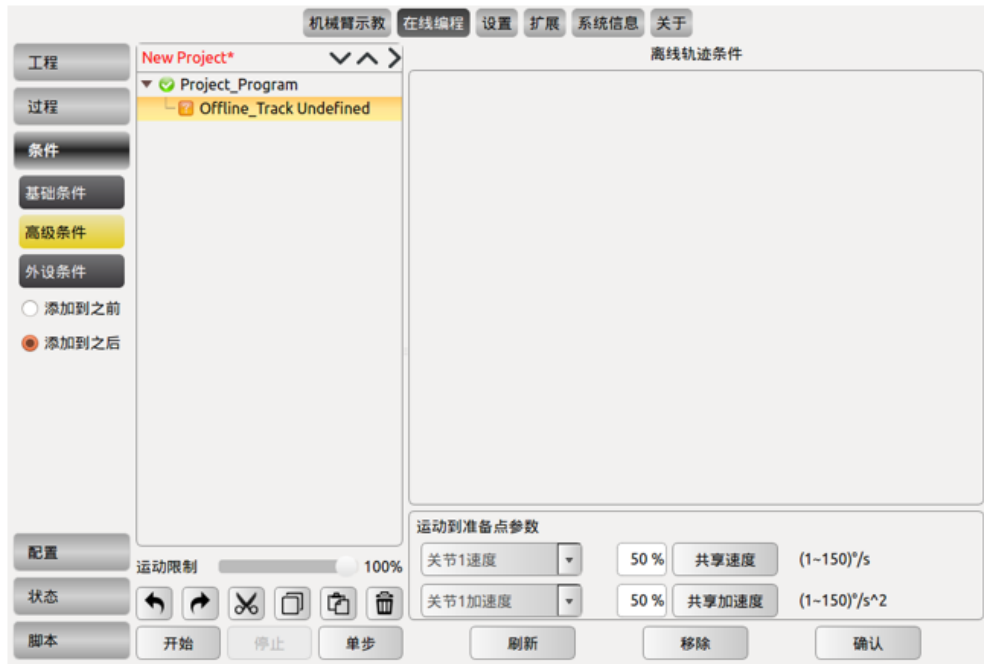 机械臂示教 在线编程 设置 扩展 系统信息 关于
工程
New Project*
离线轨迹条件
Project_Program
过程
Offline_Track Undefined
条件
基础条件
高级条件
外设条件
添加到之前
添加到之后
运动到准备点参数
配置
运动限制 100%
关节1速度 50 % 共享速度 (1~150)°/s
状态
关节1加速度 50 % 共享加速度 (1~150)°/s^2
脚本
开始 停止 单步 刷新 移除 确认